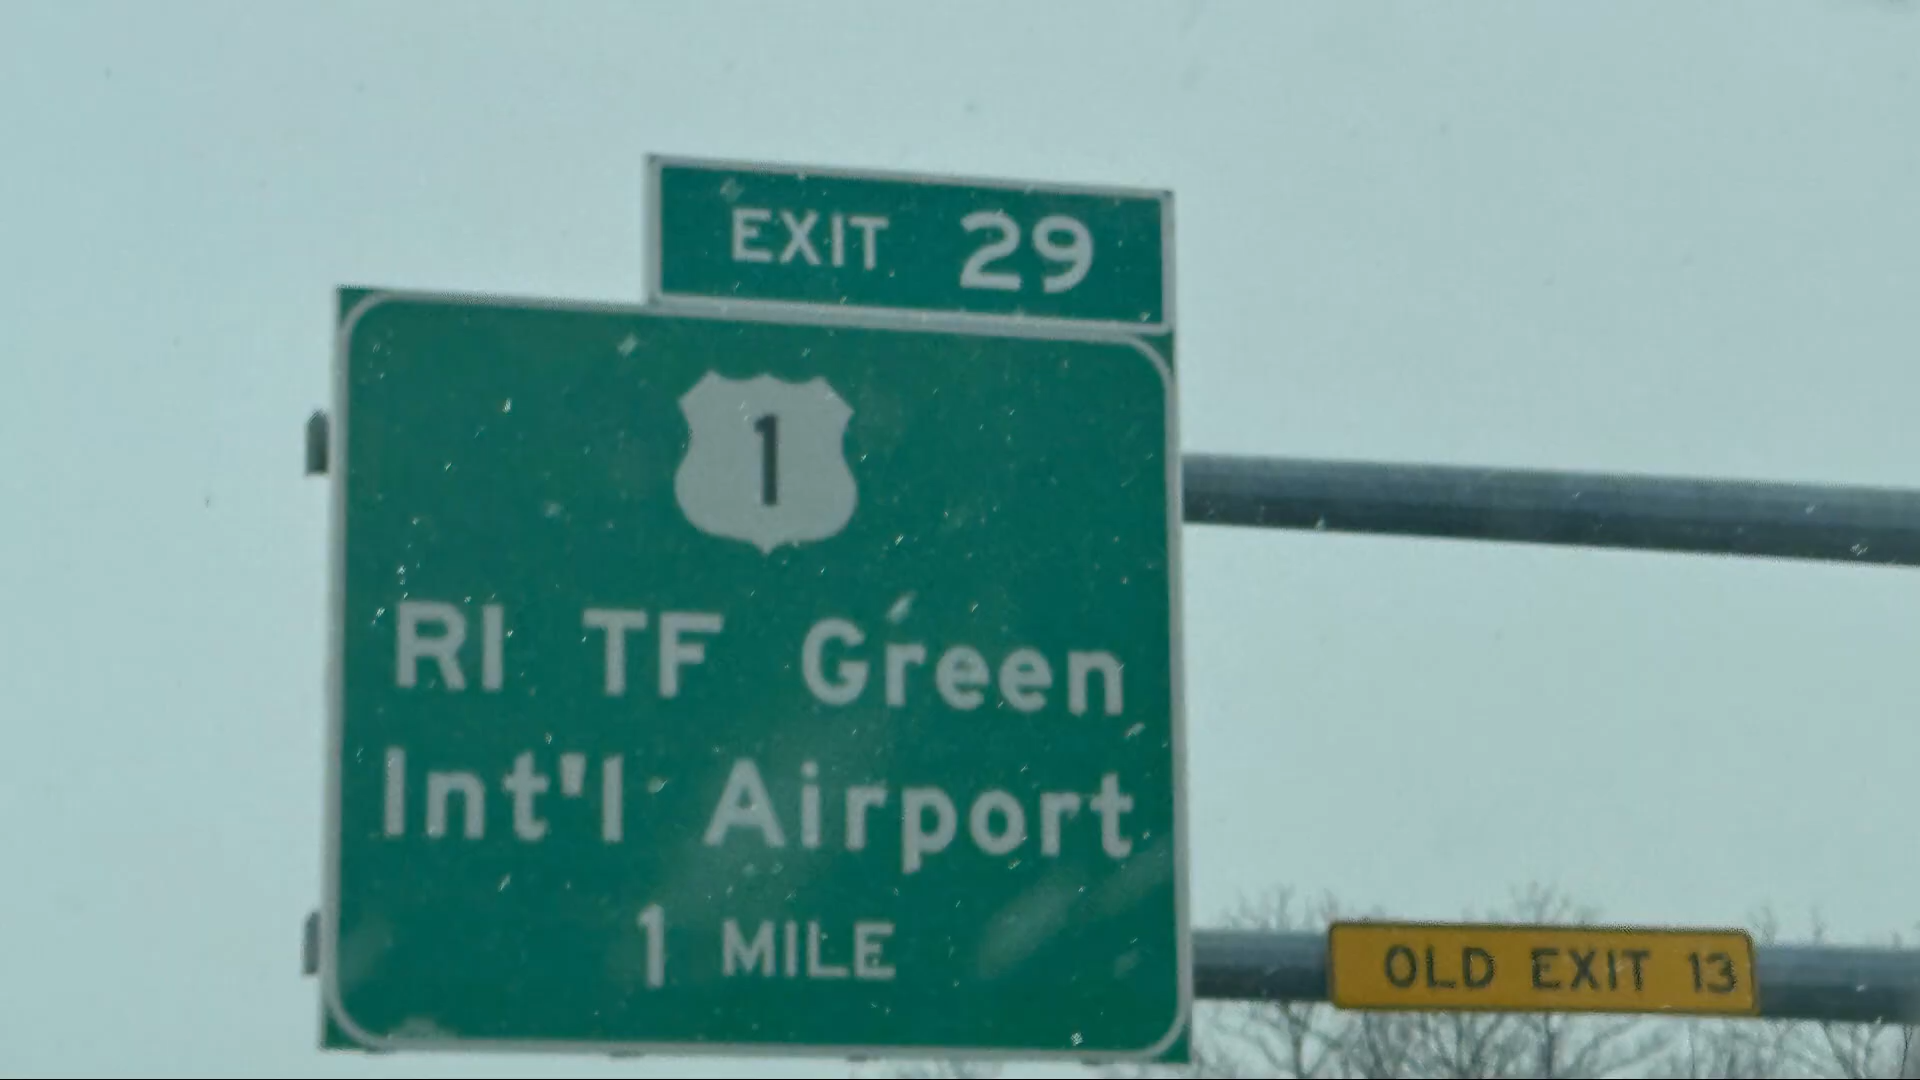 EXIT 29
1
RI TF Green
Int'l Airport
1 MILE
OLD EXIT 13